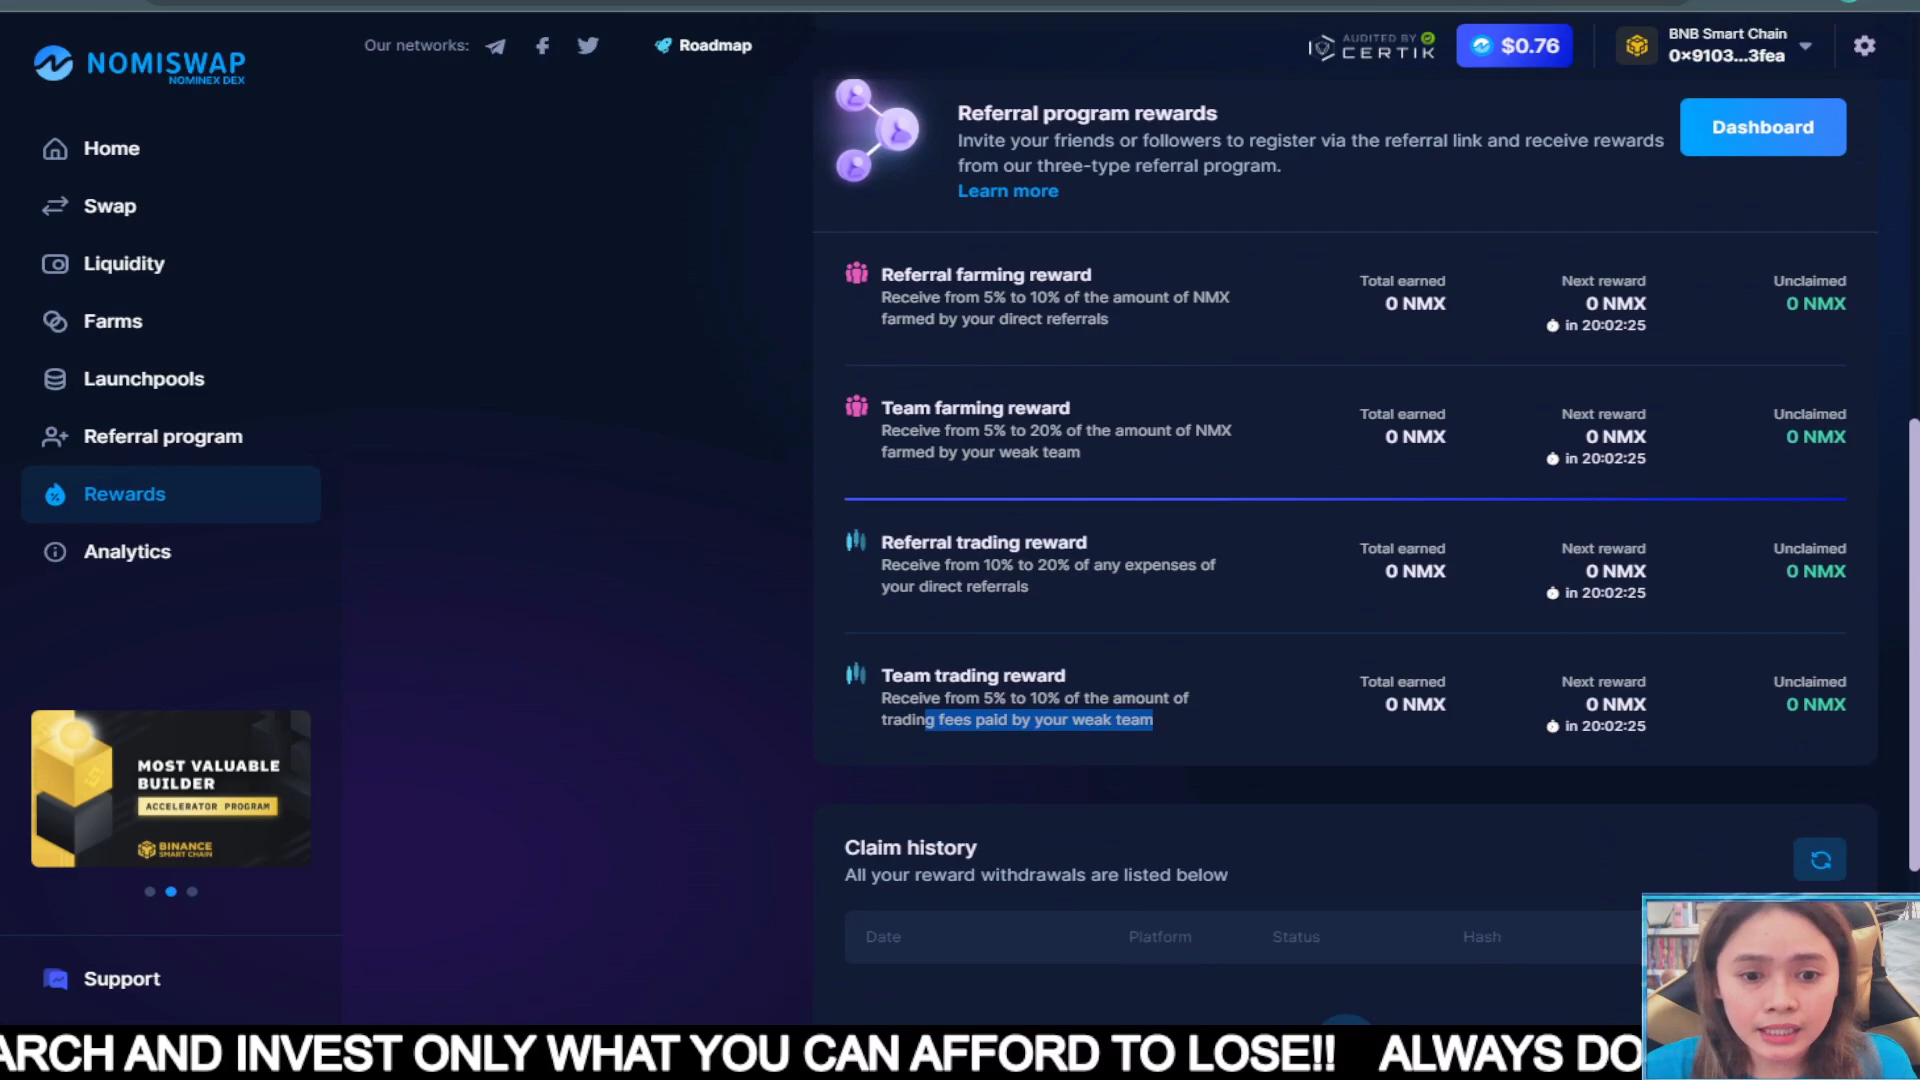 NOMISWAP
NOMINEX DEX
Our networks:
Roadmap
AUDITED BY
CERTIK
$0.76
BNB Smart Chain
0x9103...3fea
Home
Swap
Liquidity
Farms
Launchpools
Referral program
Rewards
Analytics
MOST VALUABLE
BUILDER
ACCELERATOR PROGRAM
BINANCE
SMART CHAIN
Support
Referral program rewards
Invite your friends or followers to register via the referral link and receive rewards
from our three-type referral program.
Learn more
Dashboard
Referral farming reward
Receive from 5% to 10% of the amount of NMX
farmed by your direct referrals
Total earned
0 NMX
Next reward
0 NMX
in 20:02:25
Unclaimed
0 NMX
Team farming reward
Receive from 5% to 20% of the amount of NMX
farmed by your weak team
Total earned
0 NMX
Next reward
0 NMX
in 20:02:25
Unclaimed
0 NMX
Referral trading reward
Receive from 10% to 20% of any expenses of
your direct referrals
Total earned
0 NMX
Next reward
0 NMX
in 20:02:25
Unclaimed
0 NMX
Team trading reward
Receive from 5% to 10% of the amount of
trading fees paid by your weak team
Total earned
0 NMX
Next reward
0 NMX
in 20:02:25
Unclaimed
0 NMX
Claim history
All your reward withdrawals are listed below
Date Platform Status Hash
ARCH AND INVEST ONLY WHAT YOU CAN AFFORD TO LOSE!! ALWAYS DO